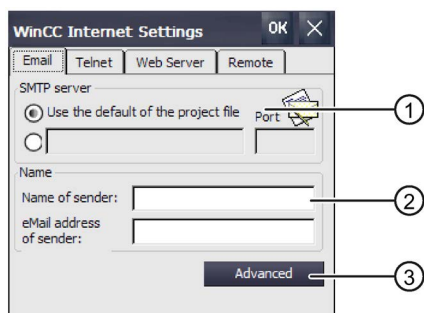 WinCC Internet Settings OK
Email Telnet Web Server Remote
SMTP server
Use the default of the project file
Port
1
Name
Name of sender:
2
eMail address
of sender:
Advanced
3